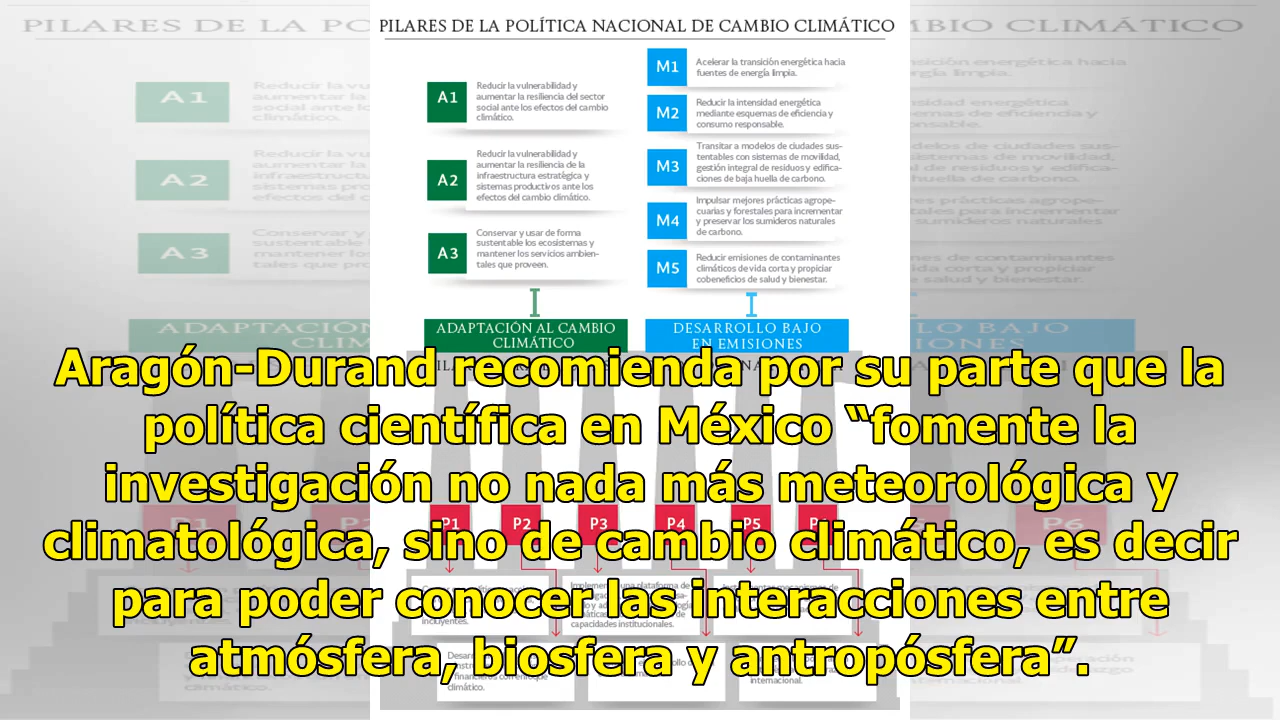 PILARES DE LA POLÍTICA NACIONAL DE CAMBIO CLIMÁTICO
A1
Reducir la vulnerabilidad y
aumentar la resiliencia del sector
social ante los efectos del cambio
climático.
A2
Reducir la vulnerabilidad y
aumentar la resiliencia de la
infraestructura estratégica y
sistemas productivos ante los
efectos del cambio climático.
A3
Conservar y usar de forma
sustentable los ecosistemas y
mantener los servicios ambien-
tales que proveen.
M1
Acelerar la transición energética hacia
fuentes de energía limpia.
M2
Reducir la intensidad energética
mediante esquemas de eficiencia y
consumo responsable.
M3
Transitar a modelos de ciudades sus-
tentables con sistemas de movilidad,
gestión integral de residuos y edifica-
ciones de baja huella de carbono.
M4
Impulsar mejores prácticas agrope-
cuarias y forestales para incrementar
y preservar los sumideros naturales
de carbono.
M5
Reducir emisiones de contaminantes
climáticos de vida corta y propiciar
cobeneficios de salud y bienestar.
ADAPTACIÓN AL CAMBIO
CLIMÁTICO
DESARROLLO BAJO
EN EMISIONES
Aragón-Durand recomienda por su parte que la
política científica en México “fomente la
investigación no nada más meteorológica y
climatológica, sino de cambio climático, es decir
para poder conocer las interacciones entre
atmósfera, biosfera y antropósfera”.
P1
P2
P3
P4
P5
incluyentes.
capacidades institucionales.
climático.
internacional.